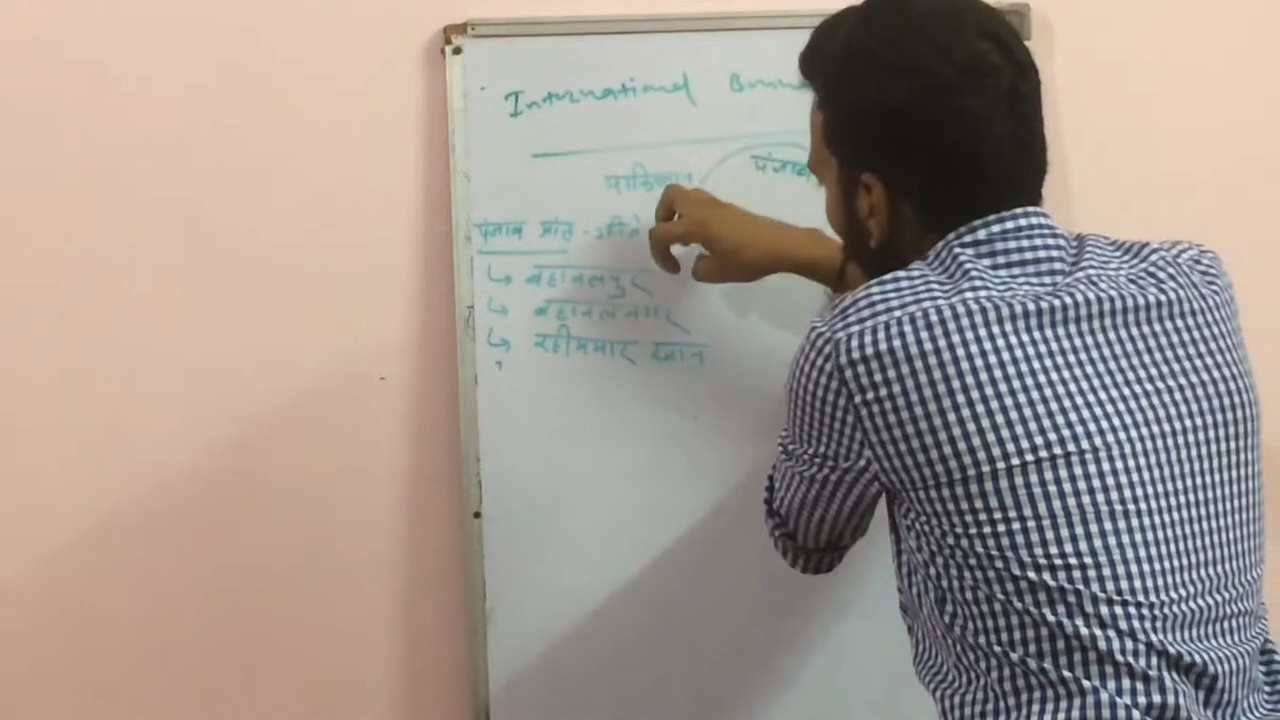 International
पंजाब
पंजाब प्रांत -
↳ बहावलपुर
↳ बहावलनगर
↳ रहीमयार खान